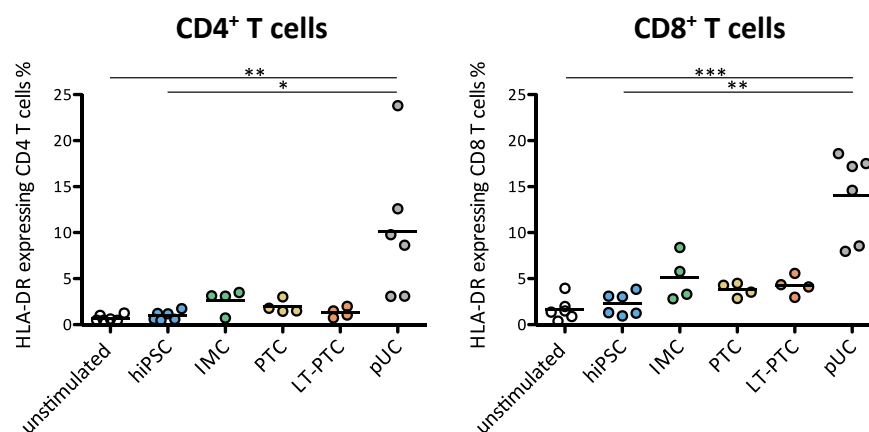 CD4⁺ T cells
**
*
HLA-DR expressing CD4 T cells %
25
20
15
10
5
0
unstimulated
hiPSC
IMC
PTC
LT-PTC
pUC
CD8⁺ T cells
***
**
HLA-DR expressing CD8 T cells %
25
20
15
10
5
0
unstimulated
hiPSC
IMC
PTC
LT-PTC
pUC